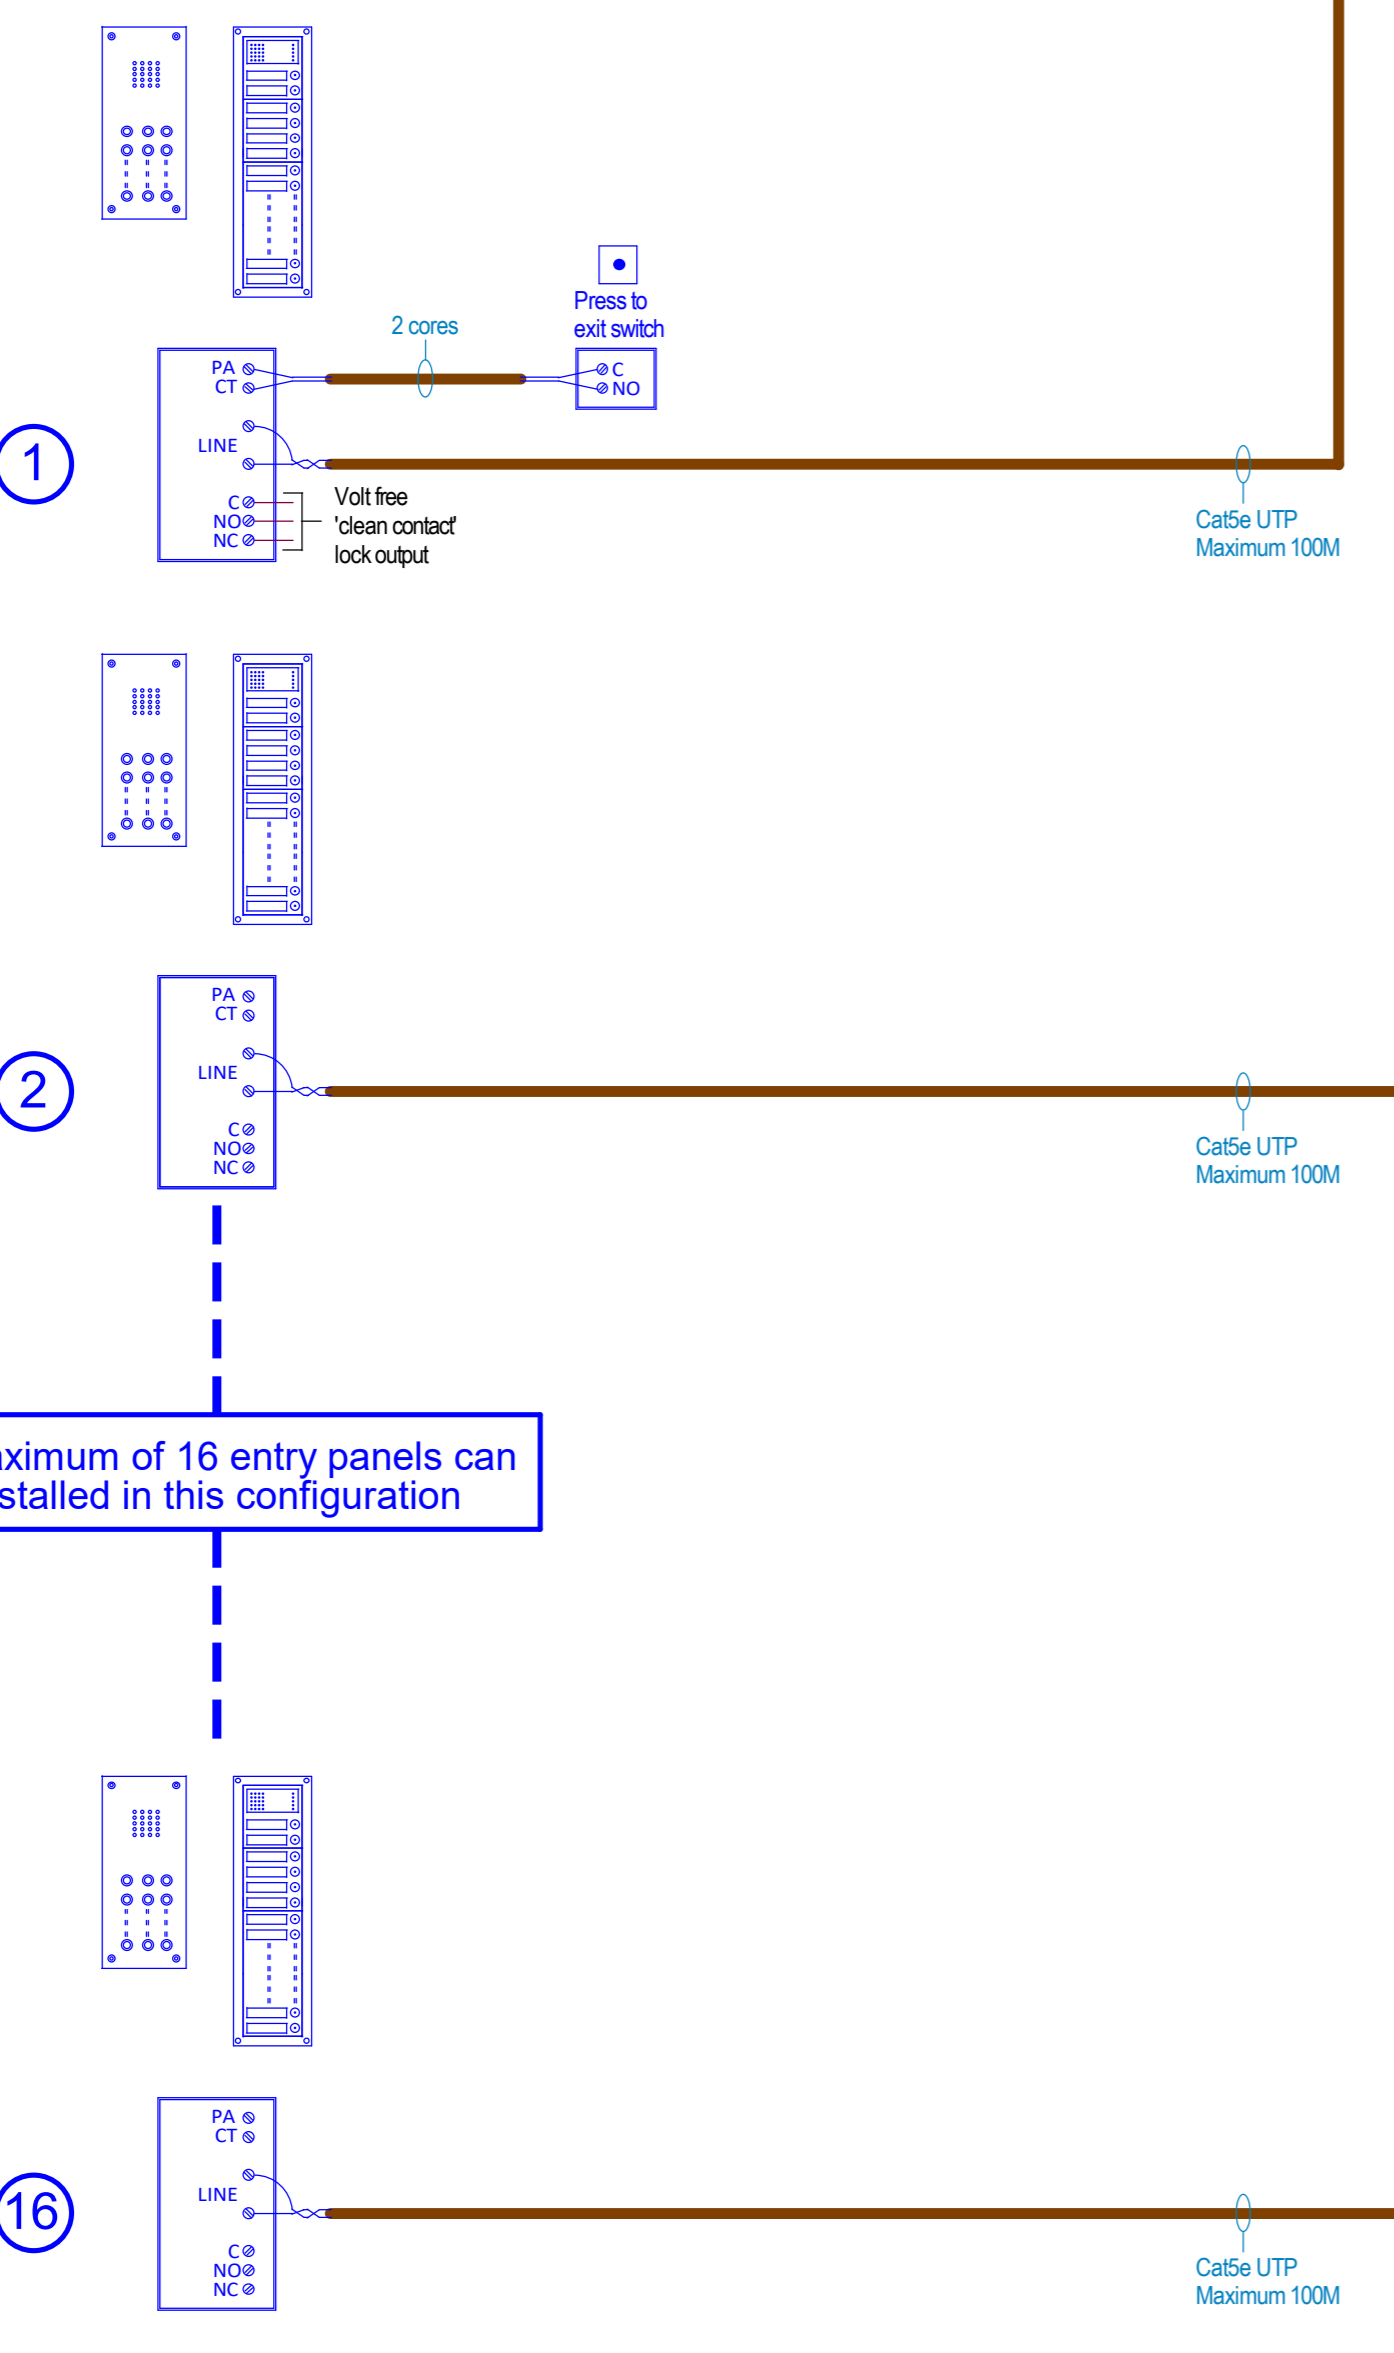 Press to
exit switch
2 cores
PA
CT
C
NO
LINE
1
C
NO
NC
Volt free
'clean contact'
lock output
Cat5e UTP
Maximum 100M
PA
CT
LINE
2
C
NO
NC
Cat5e UTP
Maximum 100M
aximum of 16 entry panels can
stalled in this configuration
PA
CT
LINE
16
C
NO
NC
Cat5e UTP
Maximum 100M